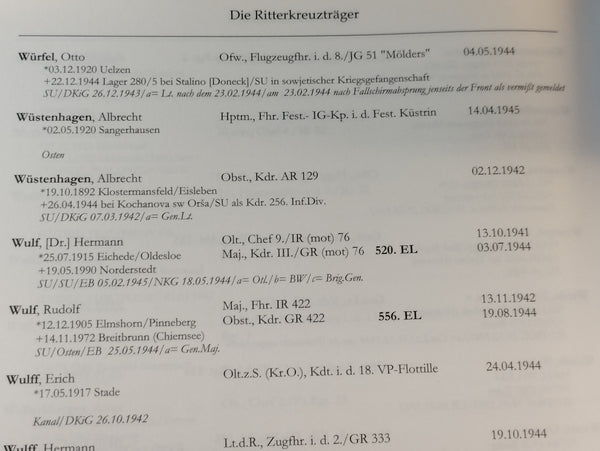 Die Ritterkreuzträger
Würfel, Otto Ofw., Flugzeugfhr. i. d. 8./JG 51 "Mölders" 04.05.1944
*03.12.1920 Uelzen
+22.12.1944 Lager 280/5 bei Stalino [Doneck]/SU in sowjetischer Kriegsgefangenschaft
SU/DKiG 26.12.1943/a= Lt. nach dem 23.02.1944/am 23.02.1944 nach Fallschirmabsprung jenseits der Front als vermißt gemeldet
Wüstenhagen, Albrecht Hptm., Fhr. Fest.- IG-Kp. i. d. Fest. Küstrin 14.04.1945
*02.05.1920 Sangerhausen
Osten
Wüstenhagen, Albrecht Obst., Kdr. AR 129 02.12.1942
*19.10.1892 Klostermansfeld/Eisleben
+26.04.1944 bei Kochanova sw Orša/SU als Kdr. 256. Inf.Div.
SU/DKiG 07.03.1942/a= Gen.Lt.
Wulf, [Dr.] Hermann Olt., Chef 9./IR (mot) 76 13.10.1941
*25.07.1915 Eichede/Oldesloe Maj., Kdr. III./GR (mot) 76 520. EL 03.07.1944
+19.05.1990 Norderstedt
SU/SU/EB 05.02.1945/NKG 18.05.1944/a= Otl./b= BW/c= Brig.Gen.
Wulf, Rudolf Maj., Fhr. IR 422 13.11.1942
*12.12.1905 Elmshorn/Pinneberg Obst., Kdr. GR 422 556. EL 19.08.1944
+14.11.1972 Breitbrunn (Chiemsee)
SU/Osten/EB 25.05.1944/a= Gen.Maj.
Wulff, Erich Olt.z.S. (Kr.O.), Kdt. i. d. 18. VP-Flottille 24.04.1944
*17.05.1917 Stade
Kanal/DKiG 26.10.1942
Wulff, Hermann Lt.d.R., Zugfhr. i. d. 2./GR 333 19.10.1944